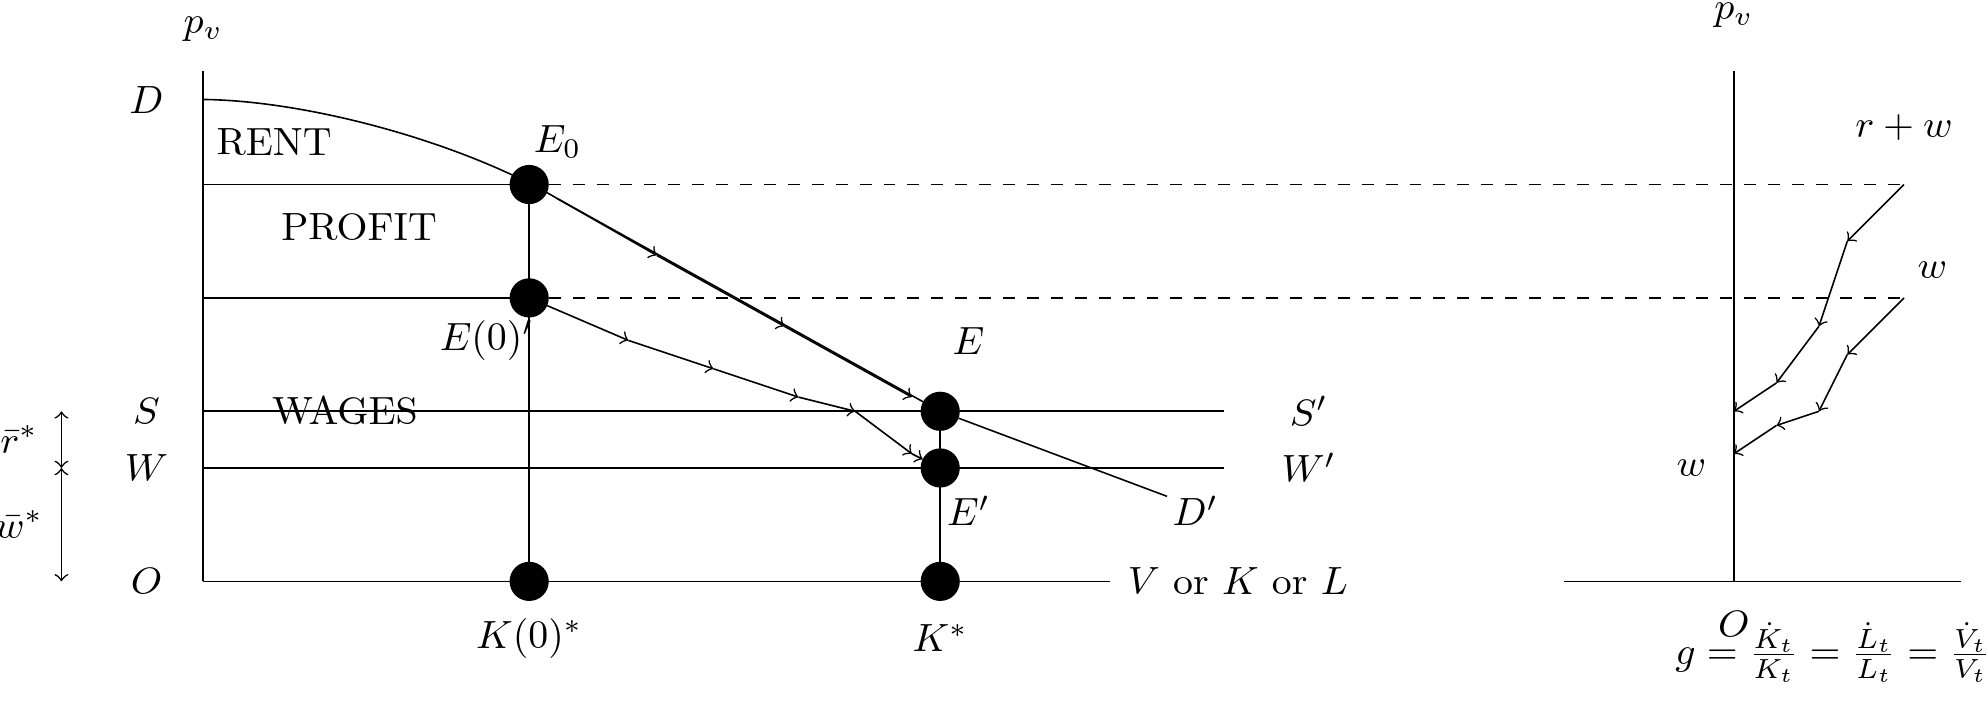 $p_v$
$p_v$
$D$
RENT
$E_0$
$r + w$
PROFIT
$w$
$E(0)'$
$E$
$S$
WAGES
$S'$
$\bar{r}^*$
$W$
$W'$
$w$
$\bar{w}^*$
$E'$
$D'$
$O$
$V$ or $K$ or $L$
$K(0)^*$
$K^*$
$O$
$g = \frac{\dot{K}_t}{K_t} = \frac{\dot{L}_t}{L_t} = \frac{\dot{V}_t}{V_t}$